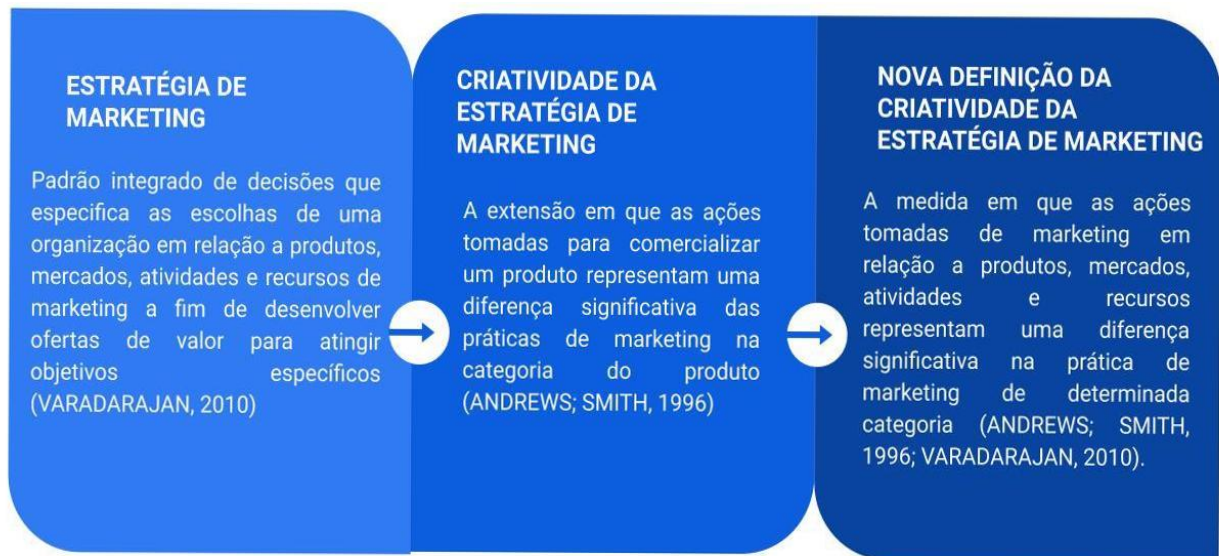 ESTRATÉGIA DE
MARKETING
Padrão integrado de decisões que
especifica as escolhas de uma
organização em relação a produtos,
mercados, atividades e recursos de
marketing a fim de desenvolver
ofertas de valor para atingir
objetivos específicos
(VARADARAJAN, 2010)
CRIATIVIDADE DA
ESTRATÉGIA DE
MARKETING
A extensão em que as ações
tomadas para comercializar
um produto representam uma
diferença significativa das
práticas de marketing na
categoria do produto
(ANDREWS; SMITH, 1996)
NOVA DEFINIÇÃO DA
CRIATIVIDADE DA
ESTRATÉGIA DE MARKETING
A medida em que as ações
tomadas de marketing em
relação a produtos, mercados,
atividades e recursos
representam uma diferença
significativa na prática de
marketing de determinada
categoria (ANDREWS; SMITH,
1996; VARADARAJAN, 2010).